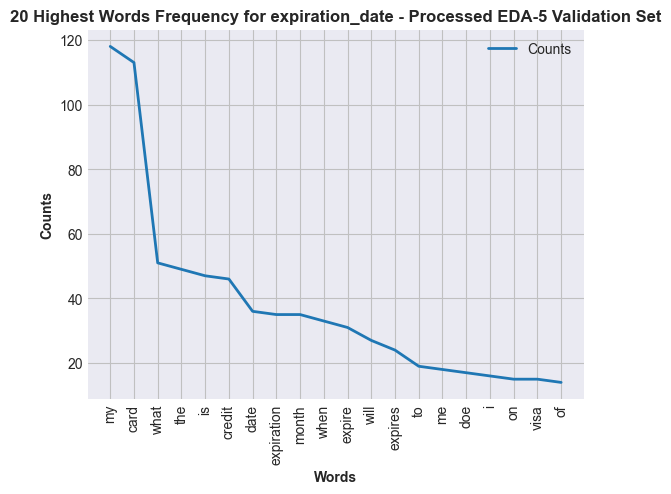 20 Highest Words Frequency for expiration_date - Processed EDA-5 Validation Set
Counts
120
100
80
60
40
20
Counts
my
card
what
the
is
credit
date
expiration
month
when
expire
will
expires
to
me
doe
i
on
visa
of
Words